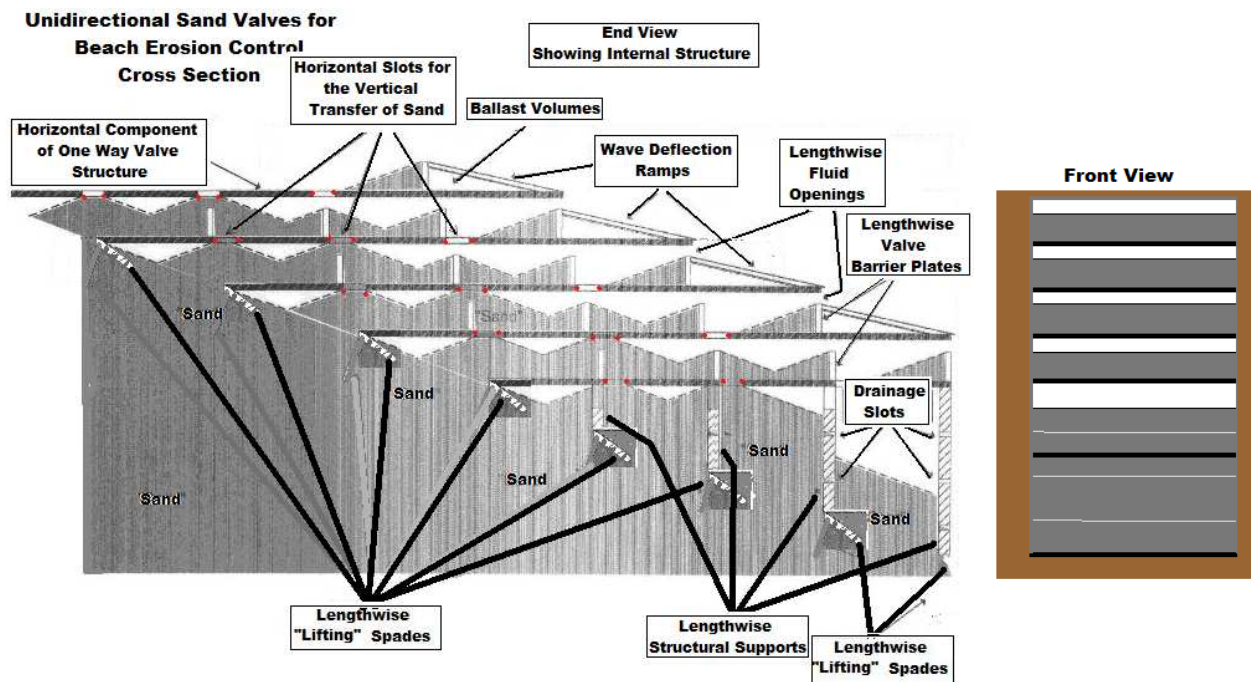 Unidirectional Sand Valves for
Beach Erosion Control
Cross Section
End View
Showing Internal Structure
Horizontal Slots for
the Vertical
Transfer of Sand
Ballast Volumes
Horizontal Component
of One Way Valve
Structure
Wave Deflection
Ramps
Lengthwise
Fluid
Openings
Lengthwise
Valve
Barrier Plates
Front View
"Sand
"Sand"
Sand
Sand
Drainage
Slots
"Sand
"Sand
"Sand"
Sand
Lengthwise
"Lifting" Spades
Lengthwise
Structural Supports
Lengthwise
"Lifting" Spades